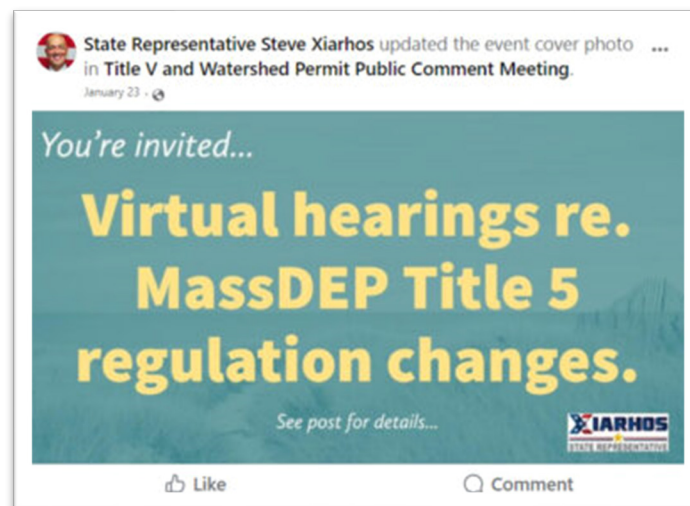 State Representative Steve Xiarhos updated the event cover photo ...
in Title V and Watershed Permit Public Comment Meeting.
January 23 ·
You're invited...
Virtual hearings re.
MassDEP Title 5
regulation changes.
See post for details...
XIARHOS
STATE REPRESENTATIVE
Like
Comment